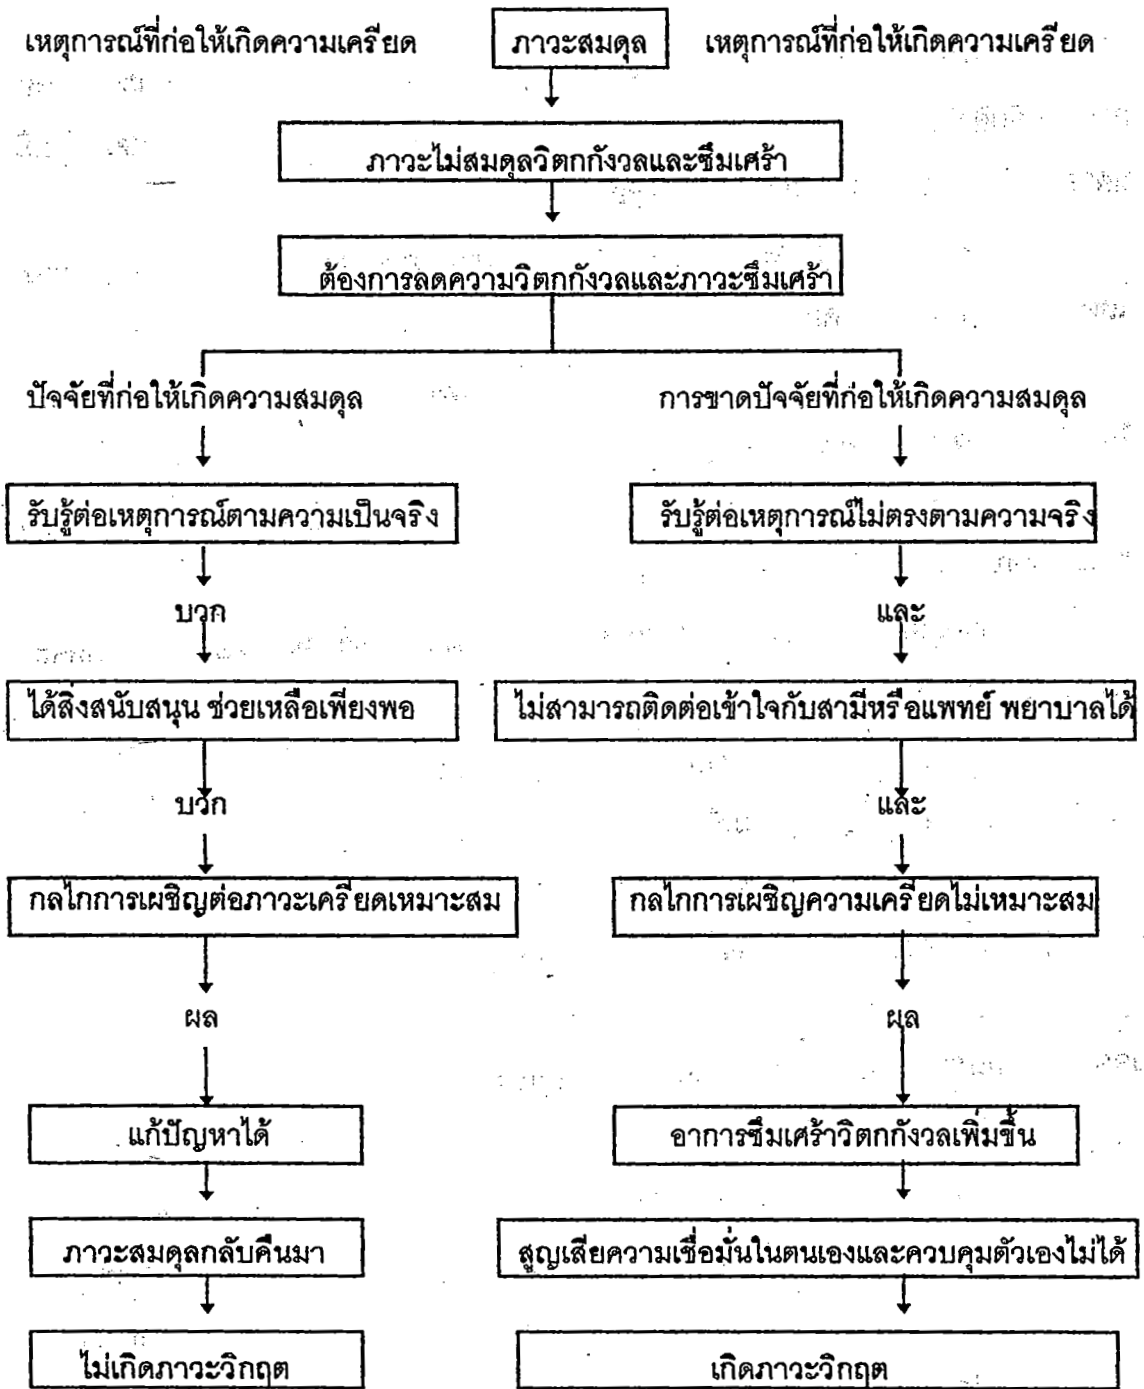 เหตุการณ์ที่ก่อให้เกิดความเครียด ภาวะสมดุล เหตุการณ์ที่ก่อให้เกิดความเครียด
ภาวะไม่สมดุลวิตกกังวลและซึมเศร้า
ต้องการลดความวิตกกังวลและภาวะซึมเศร้า
ปัจจัยที่ก่อให้เกิดความสมดุล การขาดปัจจัยที่ก่อให้เกิดความสมดุล
รับรู้ต่อเหตุการณ์ตามความเป็นจริง รับรู้ต่อเหตุการณ์ไม่ตรงตามความจริง
บวก และ
ได้สิ่งสนับสนุน ช่วยเหลือเพียงพอ ไม่สามารถติดต่อเข้าใจกับสามีหรือแพทย์ พยาบาลได้
บวก และ
กลไกการเผชิญต่อภาวะเครียดเหมาะสม กลไกการเผชิญความเครียดไม่เหมาะสม
ผล ผล
แก้ปัญหาได้ อาการซึมเศร้าวิตกกังวลเพิ่มขึ้น
ภาวะสมดุลกลับคืนมา สูญเสียความเชื่อมั่นในตนเองและควบคุมตัวเองไม่ได้
ไม่เกิดภาวะวิกฤต เกิดภาวะวิกฤต